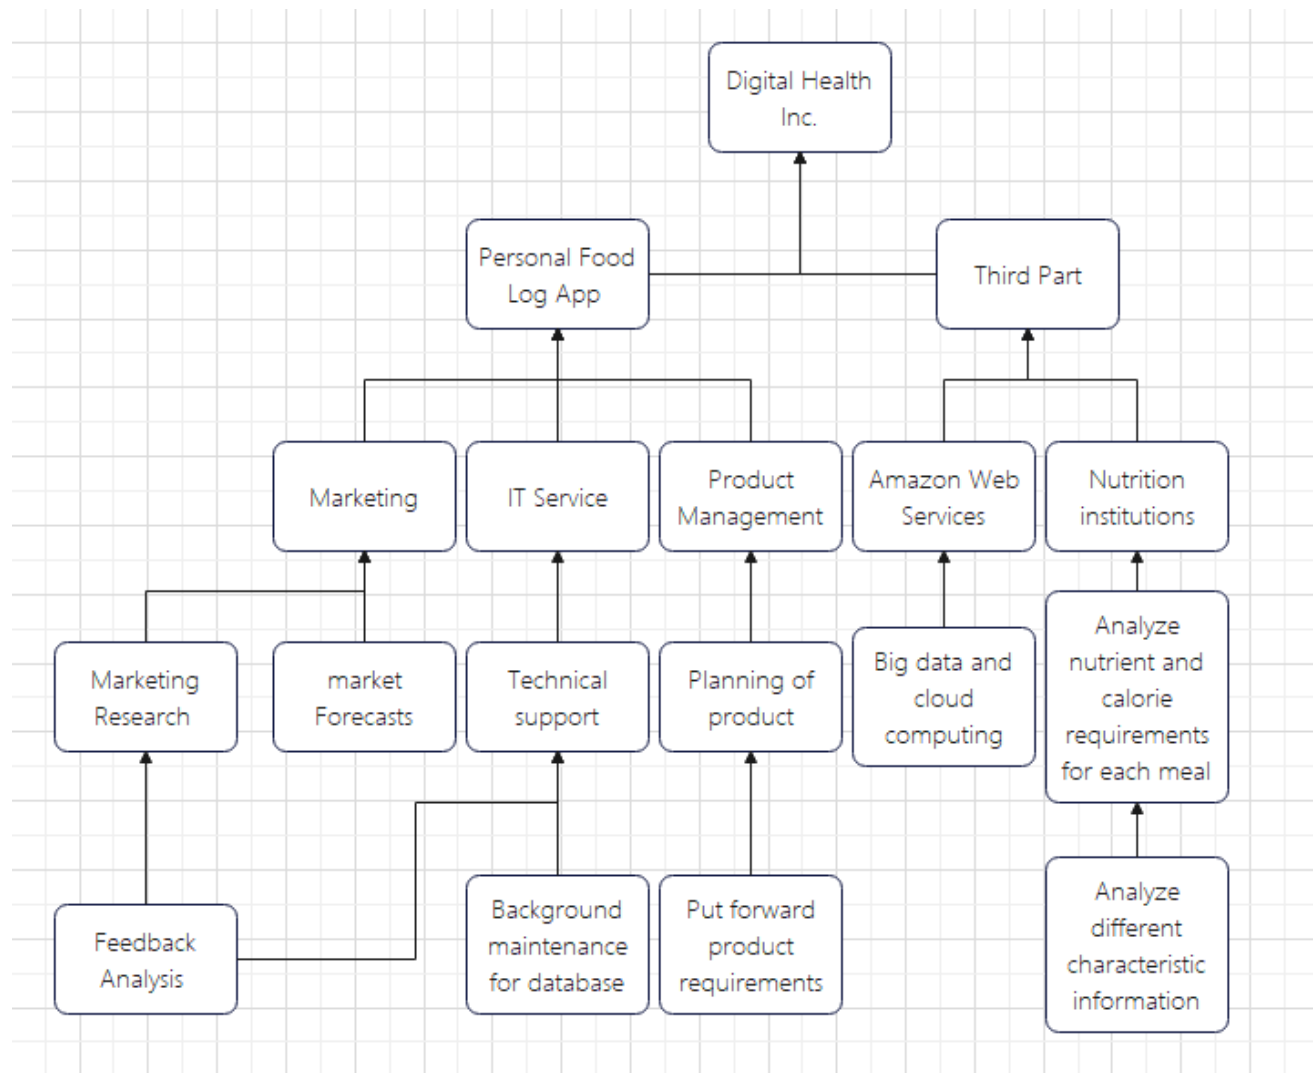 Digital Health
Inc.
Personal Food
Log App
Third Part
Marketing
IT Service
Product
Management
Amazon Web
Services
Nutrition
institutions
Marketing
Research
market
Forecasts
Technical
support
Planning of
product
Big data and
cloud
computing
Analyze
nutrient and
calorie
requirements
for each meal
Feedback
Analysis
Background
maintenance
for database
Put forward
product
requirements
Analyze
different
characteristic
information